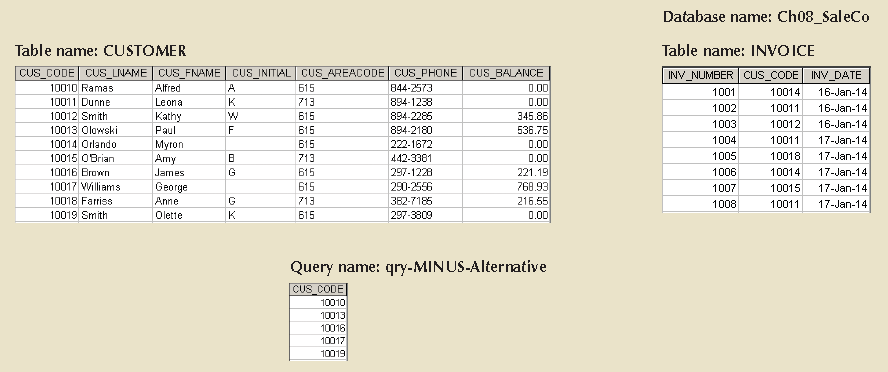 Database name: Ch08_SaleCo
Table name: CUSTOMER
CUS_CODE CUS_LNAME CUS_FNAME CUS_INITIAL CUS_AREACODE CUS_PHONE CUS_BALANCE
10010 Ramas Alfred A 615 844-2573 0.00
10011 Dunne Leona K 713 894-1238 0.00
10012 Smith Kathy W 615 894-2285 345.86
10013 Olowski Paul F 615 894-2180 536.75
10014 Orlando Myron 615 222-1672 0.00
10015 O'Brian Amy B 713 442-3381 0.00
10016 Brown James G 615 297-1228 221.19
10017 Williams George 615 290-2556 768.93
10018 Farriss Anne G 713 382-7185 216.55
10019 Smith Olette K 615 297-3809 0.00
Table name: INVOICE
INV_NUMBER CUS_CODE INV_DATE
1001 10014 16-Jan-14
1002 10011 16-Jan-14
1003 10012 16-Jan-14
1004 10011 17-Jan-14
1005 10018 17-Jan-14
1006 10014 17-Jan-14
1007 10015 17-Jan-14
1008 10011 17-Jan-14
Query name: qry-MINUS-Alternative
CUS_CODE
10010
10013
10016
10017
10019